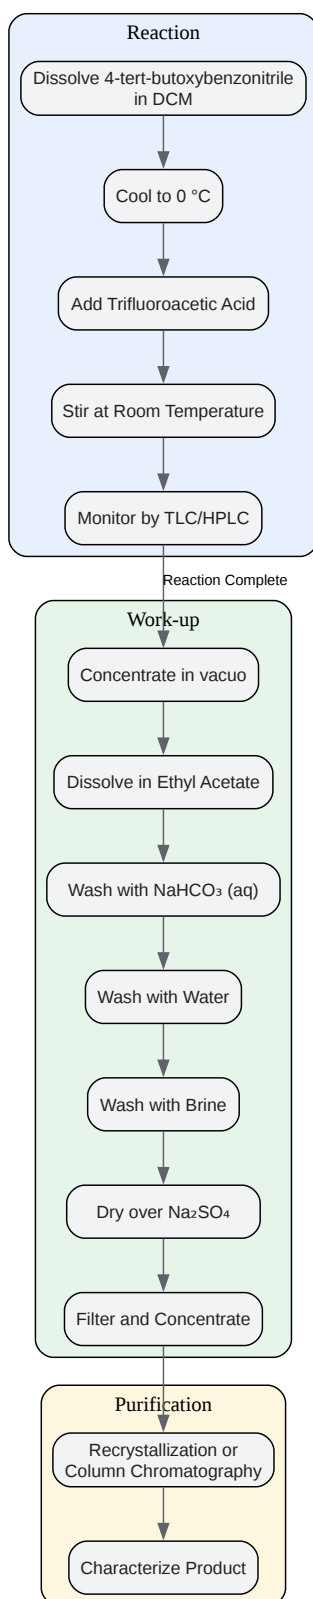 Reaction
Dissolve 4-tert-butoxybenzonitrile
in DCM
Cool to 0 °C
Add Trifluoroacetic Acid
Stir at Room Temperature
Monitor by TLC/HPLC
Reaction Complete
Work-up
Concentrate in vacuo
Dissolve in Ethyl Acetate
Wash with NaHCO₃ (aq)
Wash with Water
Wash with Brine
Dry over Na₂SO₄
Filter and Concentrate
Purification
Recrystallization or
Column Chromatography
Characterize Product